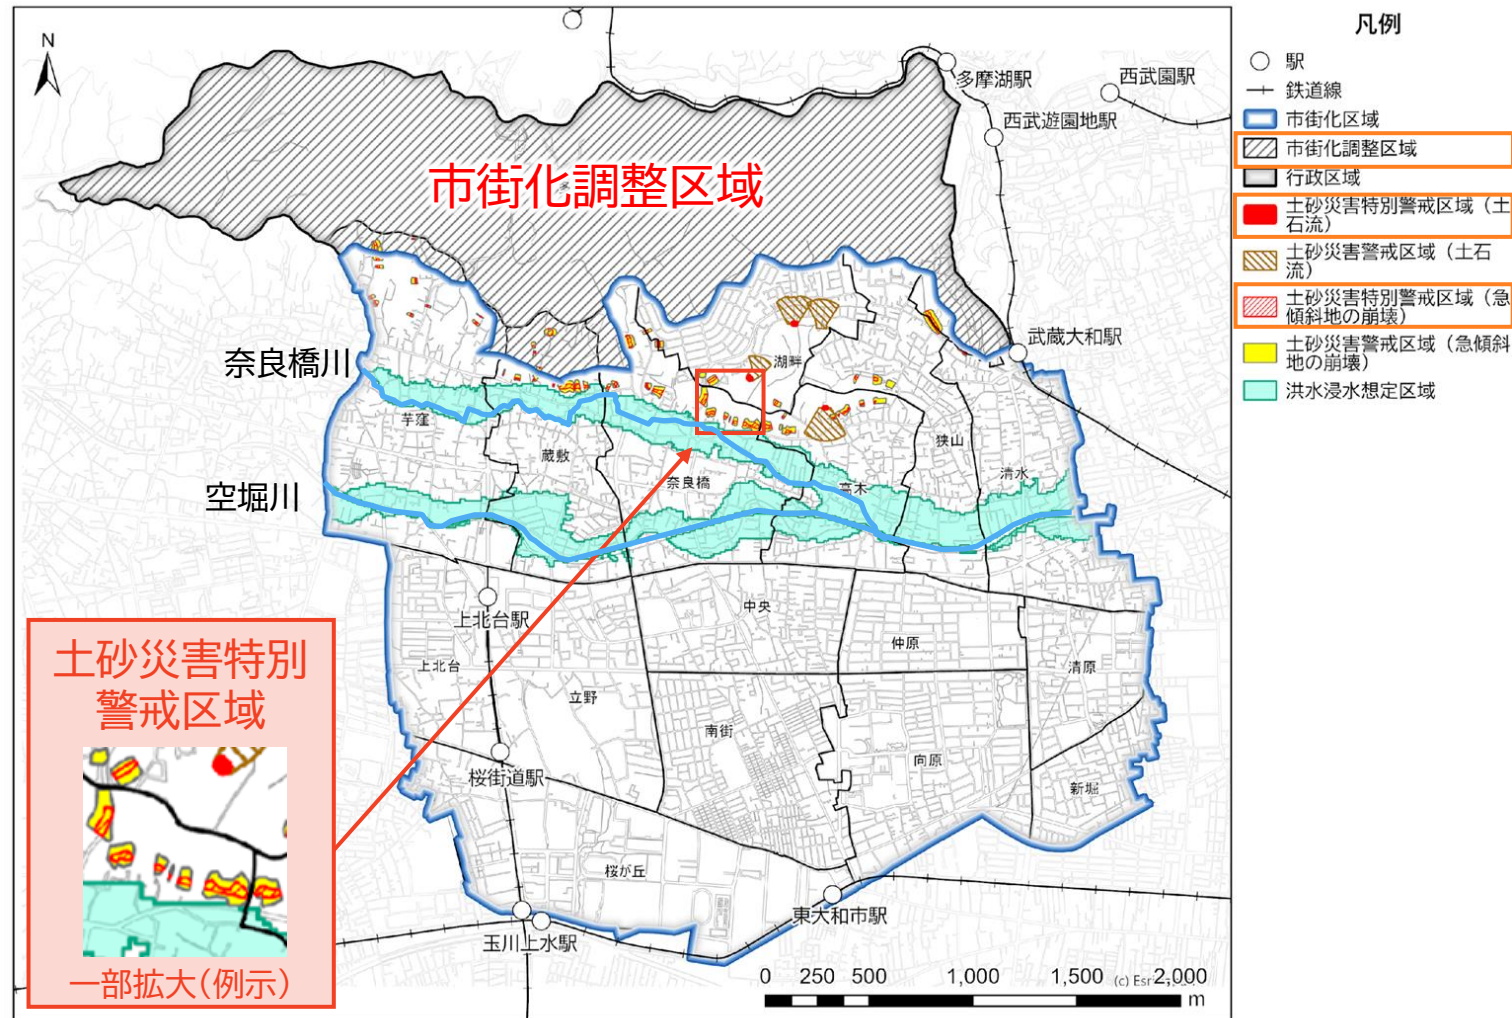 N
多摩湖駅
西武園駅
西武遊園地駅
市街化調整区域
武蔵大和駅
奈良橋川
湖畔
芋窪
蔵敷
狭山
清水
奈良橋
高木
空堀川
上北台駅
中央
仲原
上北台
清原
立野
南街
向原
桜街道駅
新堀
桜が丘
東大和市駅
玉川上水駅
土砂災害特別
警戒区域
一部拡大(例示)
0 250 500 1,000 1,500 2,000
m
(c) Esr
凡例
駅
鉄道線
市街化区域
市街化調整区域
行政区域
土砂災害特別警戒区域（土
石流）
土砂災害警戒区域（土石
流）
土砂災害特別警戒区域（急
傾斜地の崩壊）
土砂災害警戒区域（急傾斜
地の崩壊）
洪水浸水想定区域